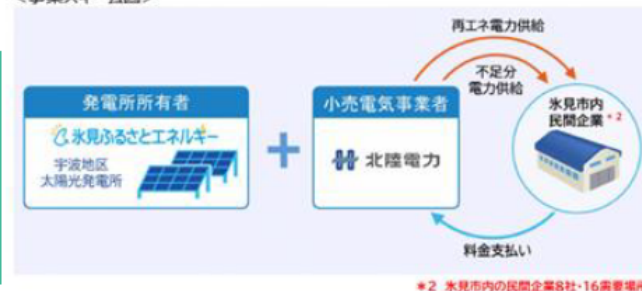 再エネ電力供給
不足分
電力供給
発電所所有者
氷見ふるさとエネルギー
宇波地区
太陽光発電所
+
小売電気事業者
北陸電力
氷見市内
民間企業 *2
料金支払い
*2 氷見市内の民間企業8社・16需要場所